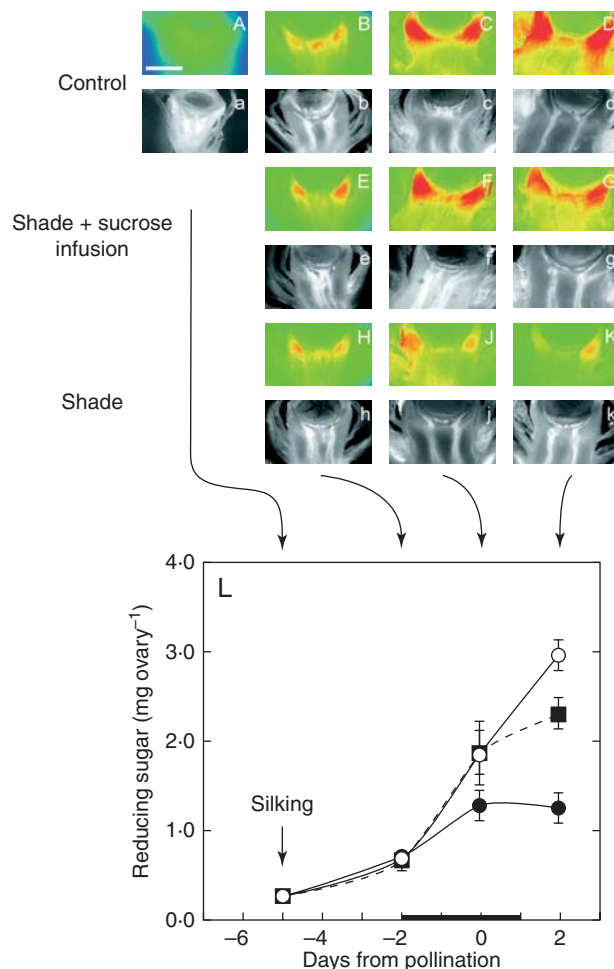 A B C D
Control
a b c d
E F G
Shade + sucrose
infusion
e f g
H J K
Shade
h j k
L
4·0
3·0
2·0
1·0
0·0
Reducing sugar (mg ovary−1)
Silking
−6 −4 −2 0 2
Days from pollination